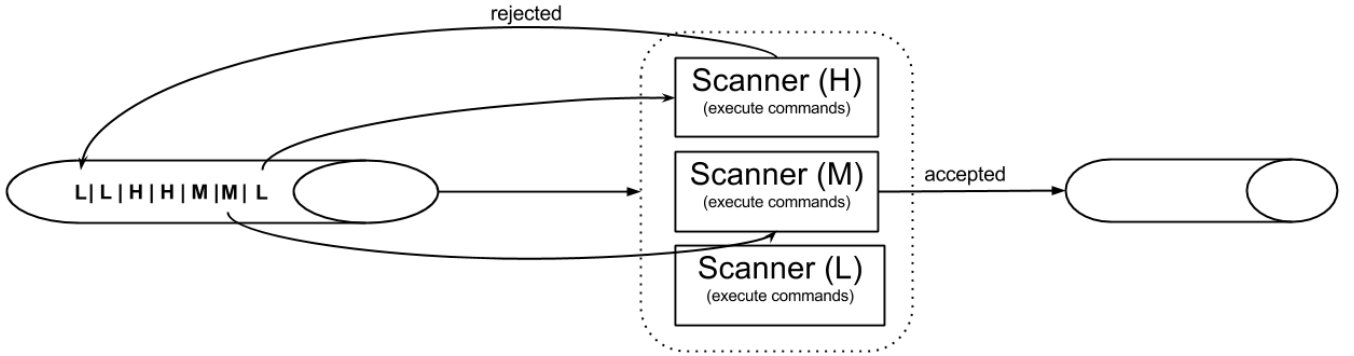 rejected
Scanner (H)
(execute commands)
L| L | H | H | M |M| L
Scanner (M)
(execute commands)
accepted
Scanner (L)
(execute commands)